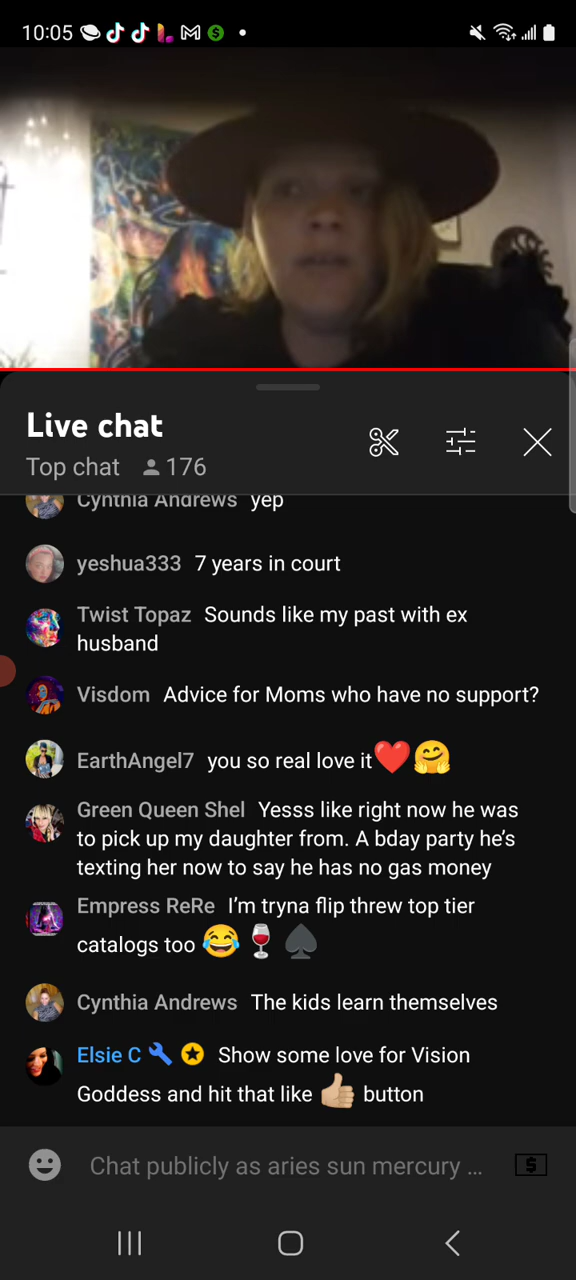 10:05
Live chat
Top chat 176
Cynthia Andrews yep
yeshua333 7 years in court
Twist Topaz Sounds like my past with ex
husband
Visdom Advice for Moms who have no support?
EarthAngel7 you so real love it❤️🤗
Green Queen Shel Yesss like right now he was
to pick up my daughter from. A bday party he’s
texting her now to say he has no gas money
Empress ReRe I’m tryna flip threw top tier
catalogs too 😂🍷♠️
Cynthia Andrews The kids learn themselves
Elsie C Show some love for Vision
Goddess and hit that like 👍🏼 button
Chat publicly as aries sun mercury ...